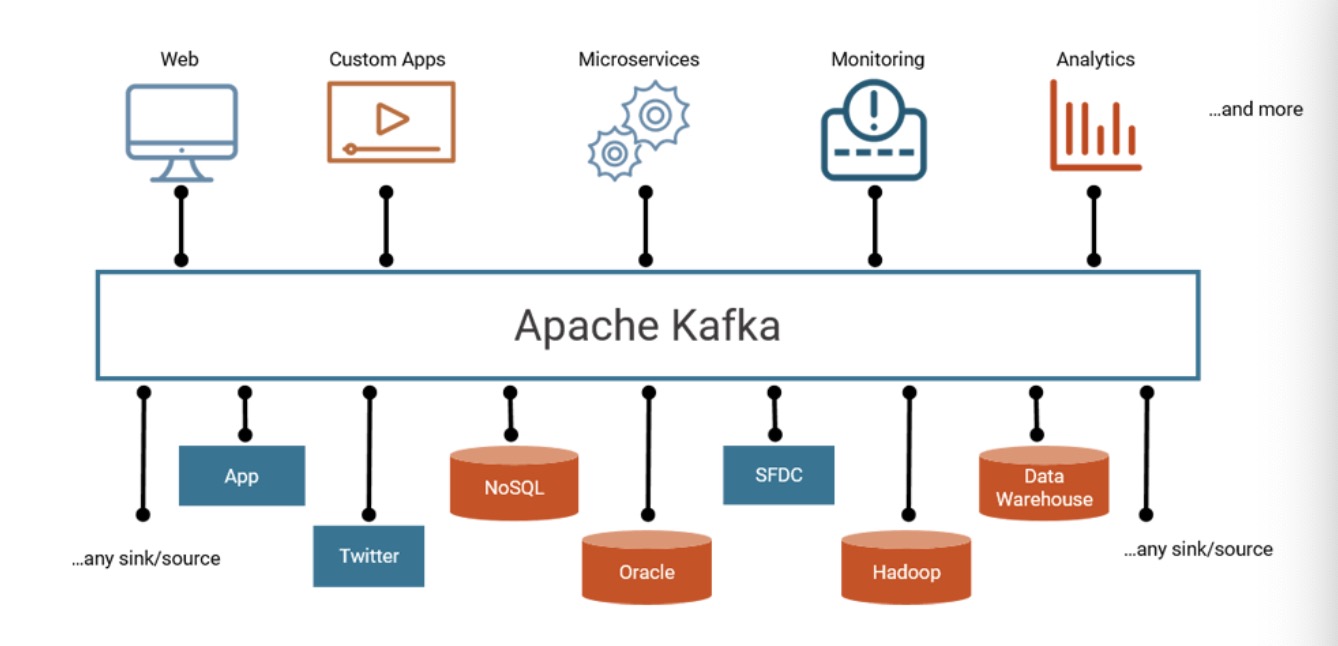 Web
Custom Apps
Microservices
Monitoring
Analytics
...and more
Apache Kafka
App
NoSQL
SFDC
Data
Warehouse
...any sink/source
Twitter
Oracle
Hadoop
...any sink/source